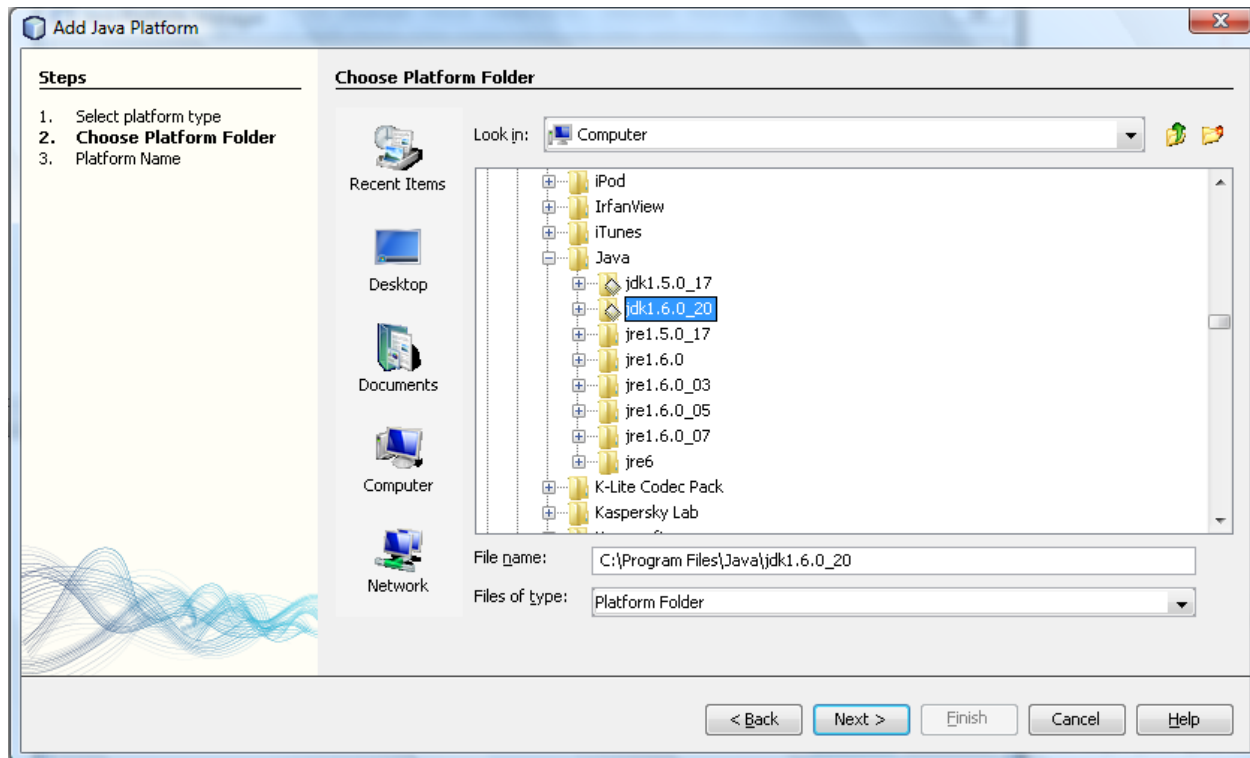 Add Java Platform
Steps
1. Select platform type
2. Choose Platform Folder
3. Platform Name
Choose Platform Folder
Look in: Computer
Recent Items
Desktop
Documents
Computer
Network
iPod
IrfanView
iTunes
Java
jdk1.5.0_17
jdk1.6.0_20
jre1.5.0_17
jre1.6.0
jre1.6.0_03
jre1.6.0_05
jre1.6.0_07
jre6
K-Lite Codec Pack
Kaspersky Lab
File name: C:\Program Files\Java\jdk1.6.0_20
Files of type: Platform Folder
< Back Next > Finish Cancel Help